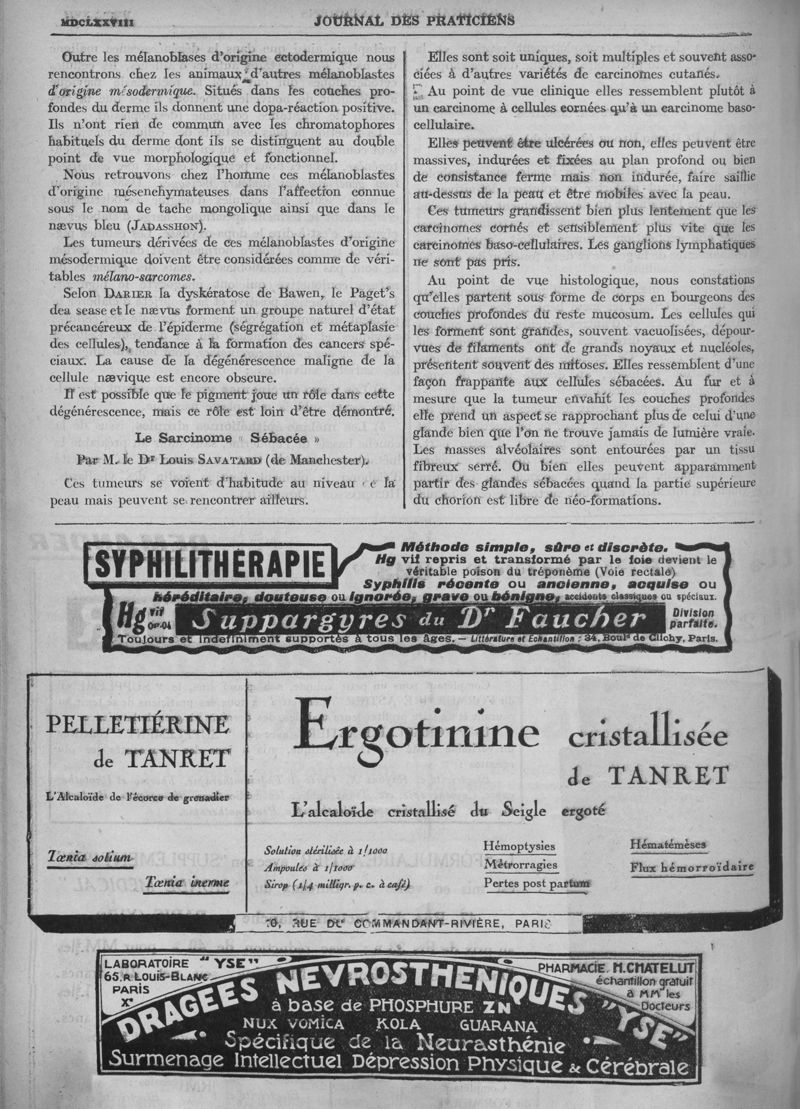 MDCLXXVIII
JOURNAL DES PRATICIENS
Outre les mélanoblases d'origine ectodermique nous
rencontrons chez les animaux d'autres mélanoblastes
d'origine mésodermique. Situés dans les couches pro-
fondes du derme ils donnent une dopa-réaction positive.
Ils n'ont rien de commun avec les chromatophores
habituels du derme dont ils se distinguent au double
point de vue morphologique et fonctionnel.
Nous retrouvons chez l'homme ces mélanoblastes
d'origine mésenchymateuses dans l'affection connue
sous le nom de tache mongolique ainsi que dans le
nævus bleu (JADASSHON).
Les tumeurs dérivées de ces mélanoblastes d'origine
mésodermique doivent être considérées comme de véri-
tables mélano-sarcomes.
Selon DARIER la dyskératose de Bawen, le Paget's
dea sease et le nævus forment un groupe naturel d'état
précancéreux de l'épiderme (ségrégation et métaplasie
des cellules), tendance à la formation des cancers spé-
ciaux. La cause de la dégénérescence maligne de la
cellule nævique est encore obscure.
Il est possible que le pigment joue un rôle dans cette
dégénérescence, mais ce rôle est loin d'être démontré.
Le Sarcinome « Sébacée »
Par M. le Dr Louis SAVATARD (de Manchester).
Ces tumeurs se voient d'habitude au niveau de la
peau mais peuvent se rencontrer ailleurs.
Elles sont soit uniques, soit multiples et souvent asso-
ciées à d'autres variétés de carcinomes cutanés.
Au point de vue clinique elles ressemblent plutôt à
un carcinome à cellules cornées qu'à un carcinome baso-
cellulaire.
Elles peuvent être ulcérées ou non, elles peuvent être
massives, indurées et fixées au plan profond ou bien
de consistance ferme mais non indurée, faire saillie
au-dessus de la peau et être mobiles avec la peau.
Ces tumeurs grandissent bien plus lentement que les
carcinomes cornés et sensiblement plus vite que les
carcinomes baso-cellulaires. Les ganglions lymphatiques
ne sont pas pris.
Au point de vue histologique, nous constations
qu'elles partent sous forme de corps en bourgeons des
couches profondes du reste mucosum. Les cellules qui
les forment sont grandes, souvent vacuolisées, dépour-
vues de filaments ont de grands noyaux et nucléoles,
présentent souvent des mitoses. Elles ressemblent d'une
façon frappante aux cellules sébacées. Au fur et à
mesure que la tumeur envahit les couches profondes
elle prend un aspect se rapprochant plus de celui d'une
glande bien que l'on ne trouve jamais de lumière vraie.
Les masses alvéolaires sont entourées par un tissu
fibreux serré. Ou bien elles peuvent apparamment
partir des glandes sébacées quand la partie supérieure
du chorion est libre de néo-formations.
SYPHILITHÉRAPIE
Méthode simple, sûre et discrète.
Hg vif repris et transformé par le foie devient le
véritable poison du tréponème (Voie rectale)
Syphilis récente ou ancienne, acquise ou
héréditaire, douteuse ou ignorée, grave ou bénigne, accidents classiques ou spéciaux.
Hg vif
0gr.04
Suppargyres du Dr Faucher
Division
parfaite.
Toujours et indéfiniment supportés à tous les âges. — Littérature et Echantillon : 34, Boulд de Clichy, Paris.
PELLETIÉRINE
de TANRET
L'Alcaloïde de l'écorce de grenadier
Tœnia solium
Tœnia inerme
Ergotinine cristallisée
de TANRET
L'alcaloïde cristallisé du Seigle ergoté
Solution stérilisée à 1/1000
Ampoules à 1/1000
Sirop (1/4 milligr. p. c. à café)
Hémoptysies
Métrorragies
Pertes post partum
Hématémèses
Flux hémorroïdaire
RUE DU COMMANDANT-RIVIÈRE, PARIS
LABORATOIRE "YSE"
65, R LOUIS-BLANC
PARIS
Xe
PHARMACIE M. CHATELUT
échantillon gratuit
à MM les
Docteurs
DRAGÉES NEVROSTHENIQUES "YSE"
à base de PHOSPHURE ZN
NUX VOMICA KOLA GUARANA
Spécifique de la Neurasthénie
Surmenage Intellectuel Dépression Physique & Cérébrale